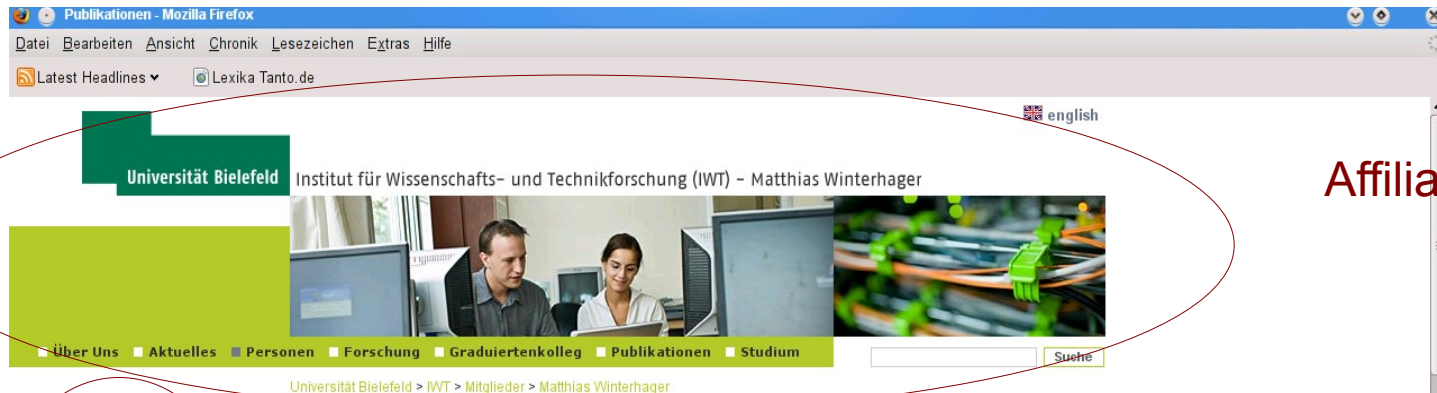 Publikationen - Mozilla Firefox
Datei Bearbeiten Ansicht Chronik Lesezeichen Extras Hilfe
Latest Headlines Lexika Tanto.de
english
Universität Bielefeld Institut für Wissenschafts- und Technikforschung (IWT) - Matthias Winterhager
Affilia
Über Uns Aktuelles Personen Forschung Graduiertenkolleg Publikationen Studium Suche
Universität Bielefeld > IWT > Mitglieder > Matthias Winterhager